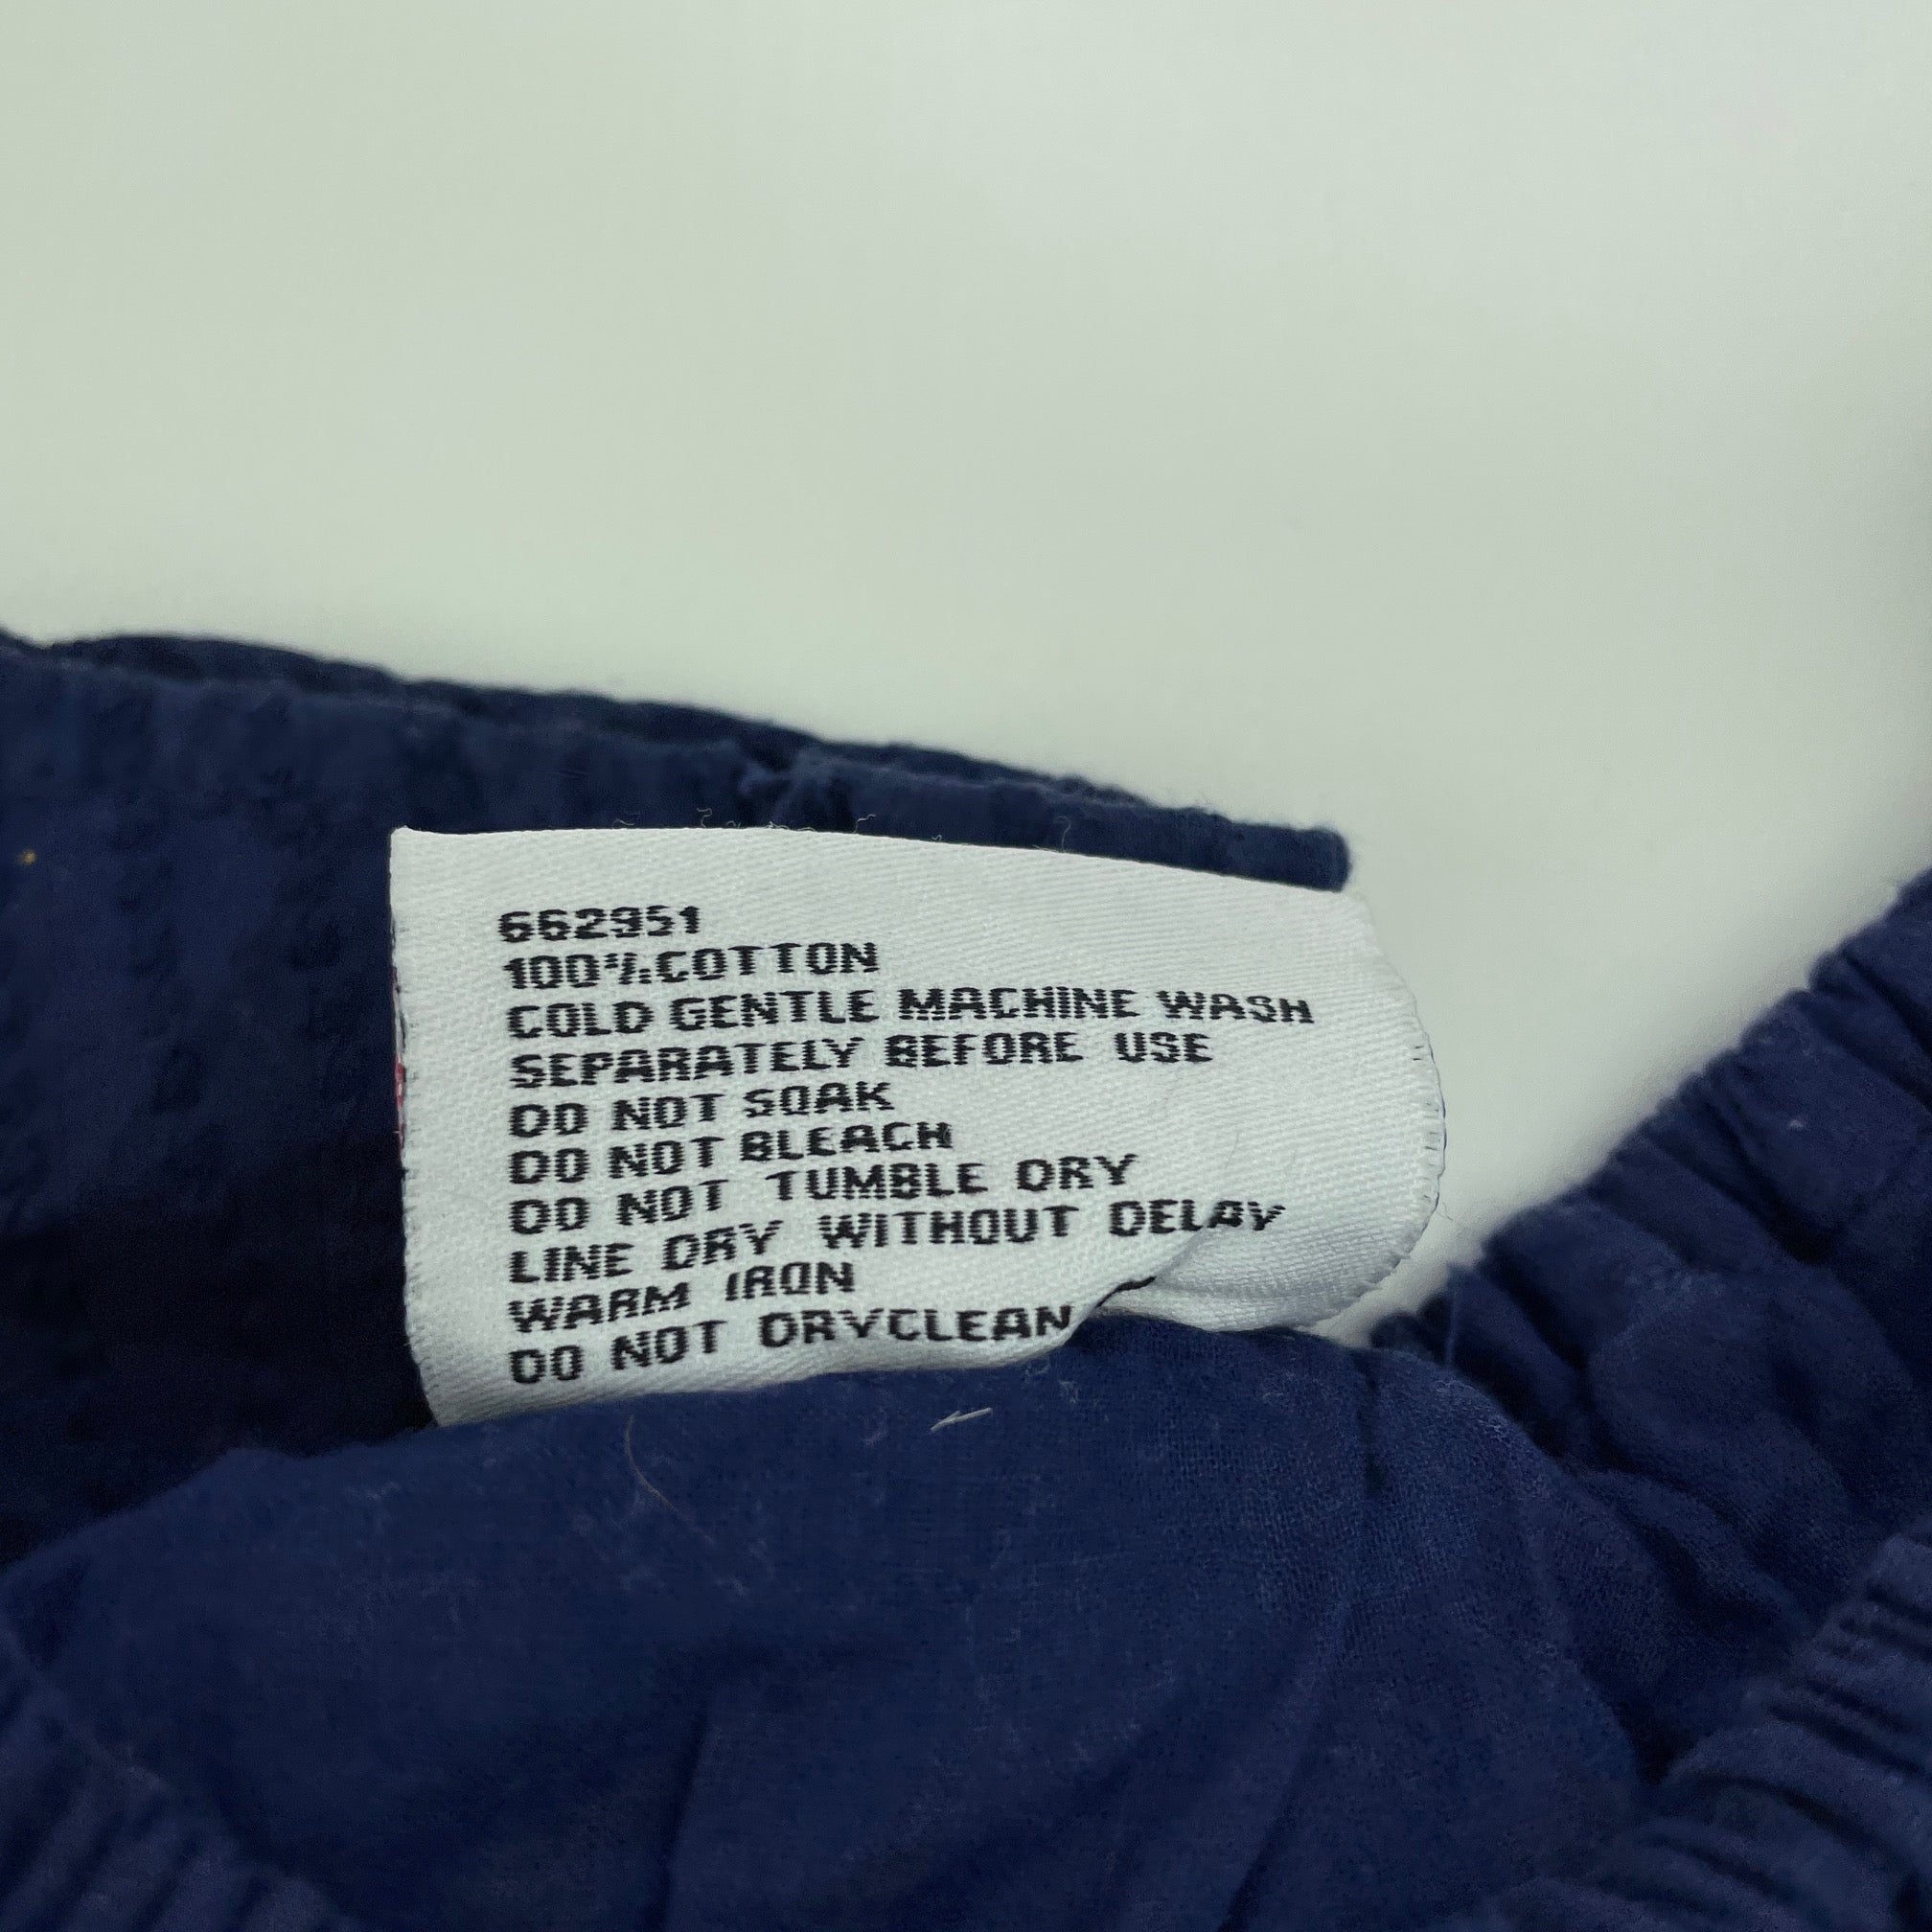 662951
100%COTTON
COLD GENTLE MACHINE WASH
SEPARATELY BEFORE USE
DO NOT SOAK
DO NOT BLEACH
DO NOT TUMBLE DRY
LINE DRY WITHOUT DELAY
WARM IRON
DO NOT DRYCLEAN